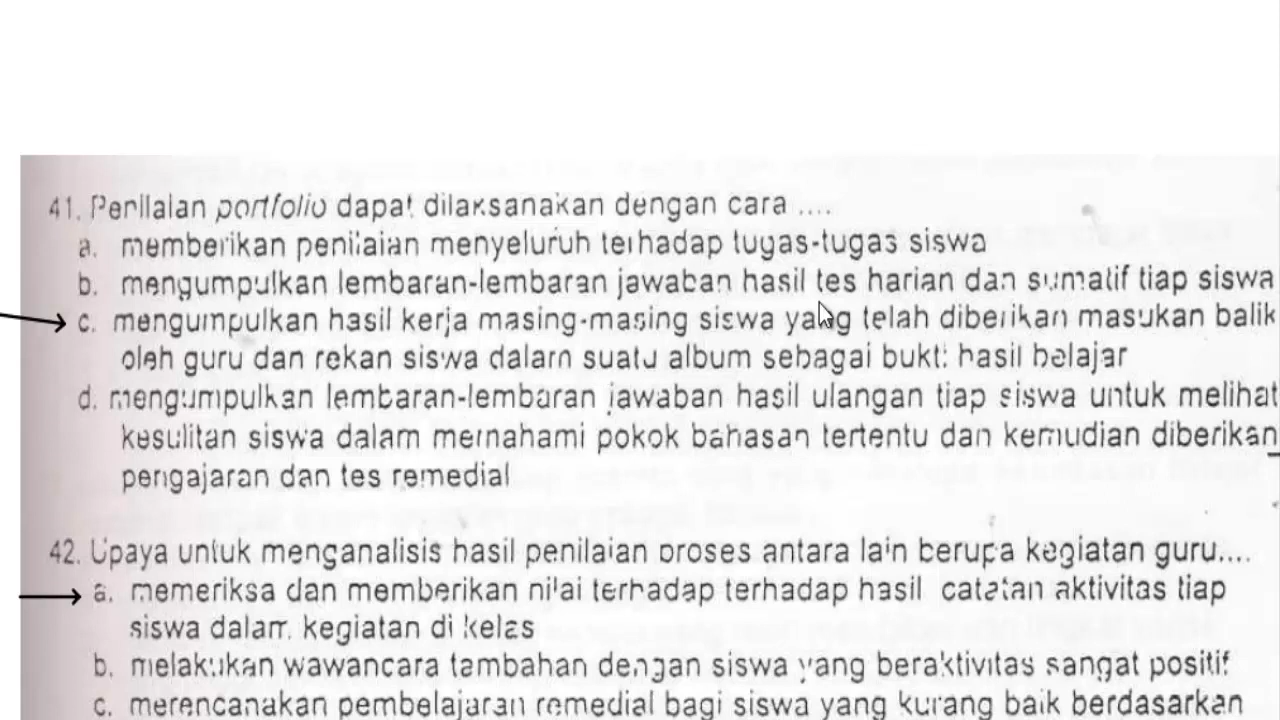 41. Penilaian portfolio dapat dilaksanakan dengan cara ....
a. memberikan penilaian menyeluruh terhadap tugas-tugas siswa
b. mengumpulkan lembaran-lembaran jawaban hasil tes harian dan sumatif tiap siswa
c. mengumpulkan hasil kerja masing-masing siswa yang telah diberikan masukan balik
oleh guru dan rekan siswa dalam suatu album sebagai bukti hasil belajar
d. mengumpulkan lembaran-lembaran jawaban hasil ulangan tiap siswa untuk melihat
kesulitan siswa dalam memahami pokok bahasan tertentu dan kemudian diberikan
pengajaran dan tes remedial
42. Upaya untuk menganalisis hasil penilaian proses antara lain berupa kegiatan guru....
a. memeriksa dan memberikan nilai terhadap terhadap hasil catatan aktivitas tiap
siswa dalam kegiatan di kelas
b. melakukan wawancara tambahan dengan siswa yang beraktivitas sangat positif
c. merencanakan pembelajaran remedial bagi siswa yang kurang baik berdasarkan